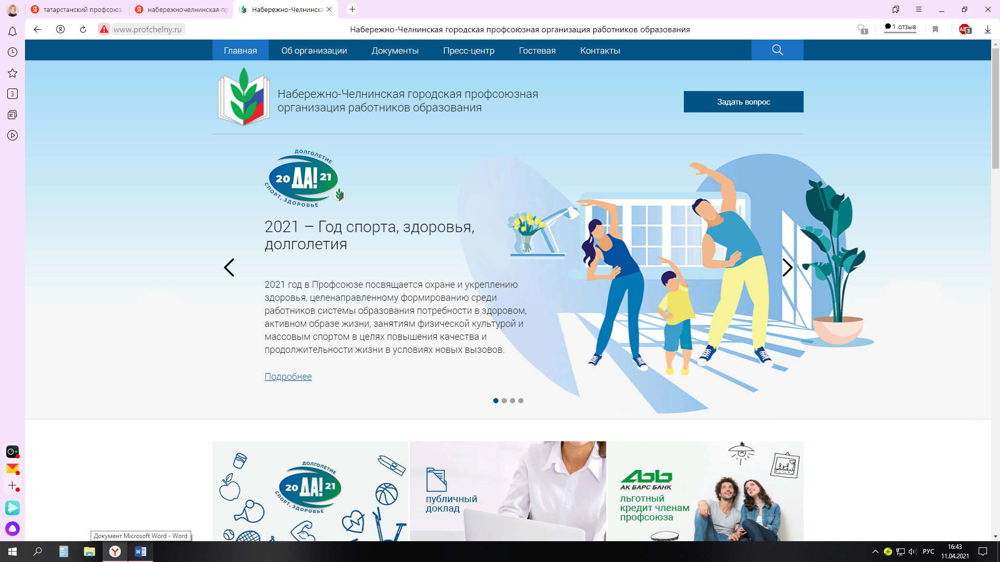 татарстанский профсоюз
набережночелнинская пр
Набережно-Челнинска
www.profchelny.ru
Набережно-Челнинская городская профсоюзная организация работников образования
1 отзыв
1
3
3
Главная
Об организации
Документы
Пресс-центр
Гостевая
Контакты
Набережно-Челнинская городская профсоюзная
организация работников образования
Задать вопрос
ДОЛГОЛЕТИЕ
20 ДА! 21
СПОРТ, ЗДОРОВЬЕ
2021 – Год спорта, здоровья,
долголетия
2021 год в Профсоюзе посвящается охране и укреплению
здоровья, целенаправленному формированию среди
работников системы образования потребности в здоровом,
активном образе жизни, занятиям физической культурой и
массовым спортом в целях повышения качества и
продолжительности жизни в условиях новых вызовов.
Подробнее
ДОЛГОЛЕТИЕ
20 ДА! 21
СПОРТ, ЗДОРОВЬЕ
публичный
доклад
АК БАРС БАНК
льготный
кредит членам
профсоюза
Документ Microsoft Word - Word
РУС
16:43
11.04.2021